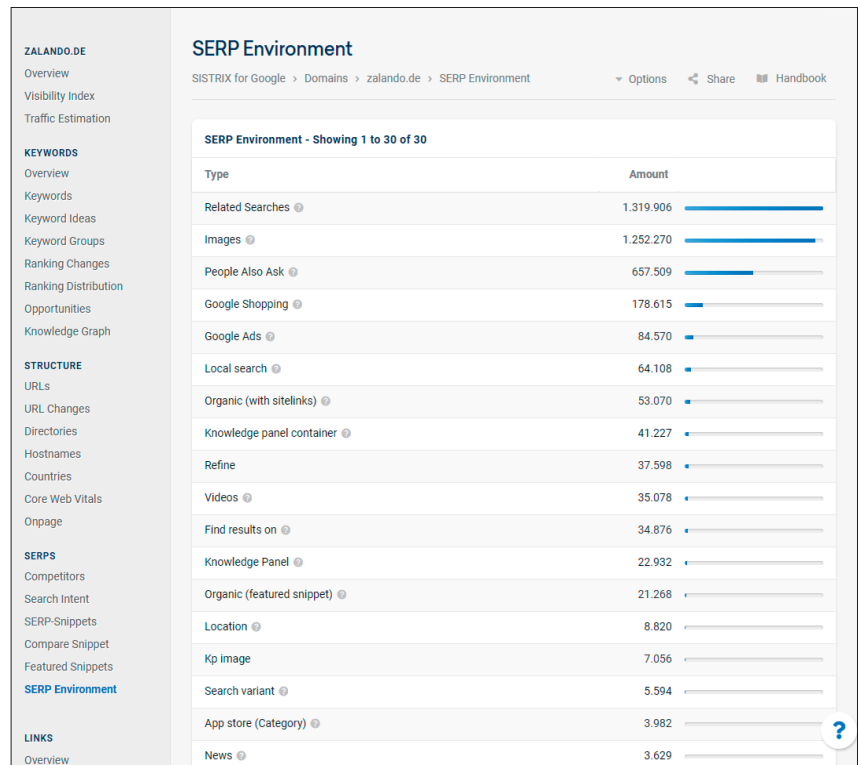 ZALANDO.DE
Overview
Visibility Index
Traffic Estimation
KEYWORDS
Overview
Keywords
Keyword Ideas
Keyword Groups
Ranking Changes
Ranking Distribution
Opportunities
Knowledge Graph
STRUCTURE
URLs
URL Changes
Directories
Hostnames
Countries
Core Web Vitals
Onpage
SERPS
Competitors
Search Intent
SERP-Snippets
Compare Snippet
Featured Snippets
SERP Environment
LINKS
Overview
SERP Environment
SISTRIX for Google > Domains > zalando.de > SERP Environment Options Share Handbook
SERP Environment - Showing 1 to 30 of 30
Type Amount
Related Searches ? 1.319.906
Images ? 1.252.270
People Also Ask ? 657.509
Google Shopping ? 178.615
Google Ads ? 84.570
Local search ? 64.108
Organic (with sitelinks) ? 53.070
Knowledge panel container ? 41.227
Refine 37.598
Videos ? 35.078
Find results on ? 34.876
Knowledge Panel ? 22.932
Organic (featured snippet) ? 21.268
Location ? 8.820
Kp image 7.056
Search variant ? 5.594
App store (Category) ? 3.982
?
News ? 3.629